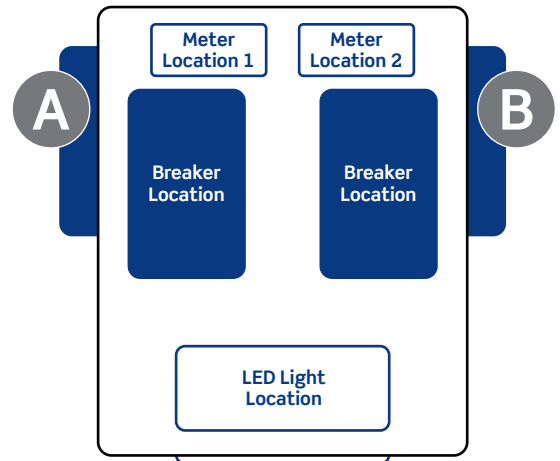 Meter
Location 1
Meter
Location 2
A
B
Breaker
Location
Breaker
Location
LED Light
Location